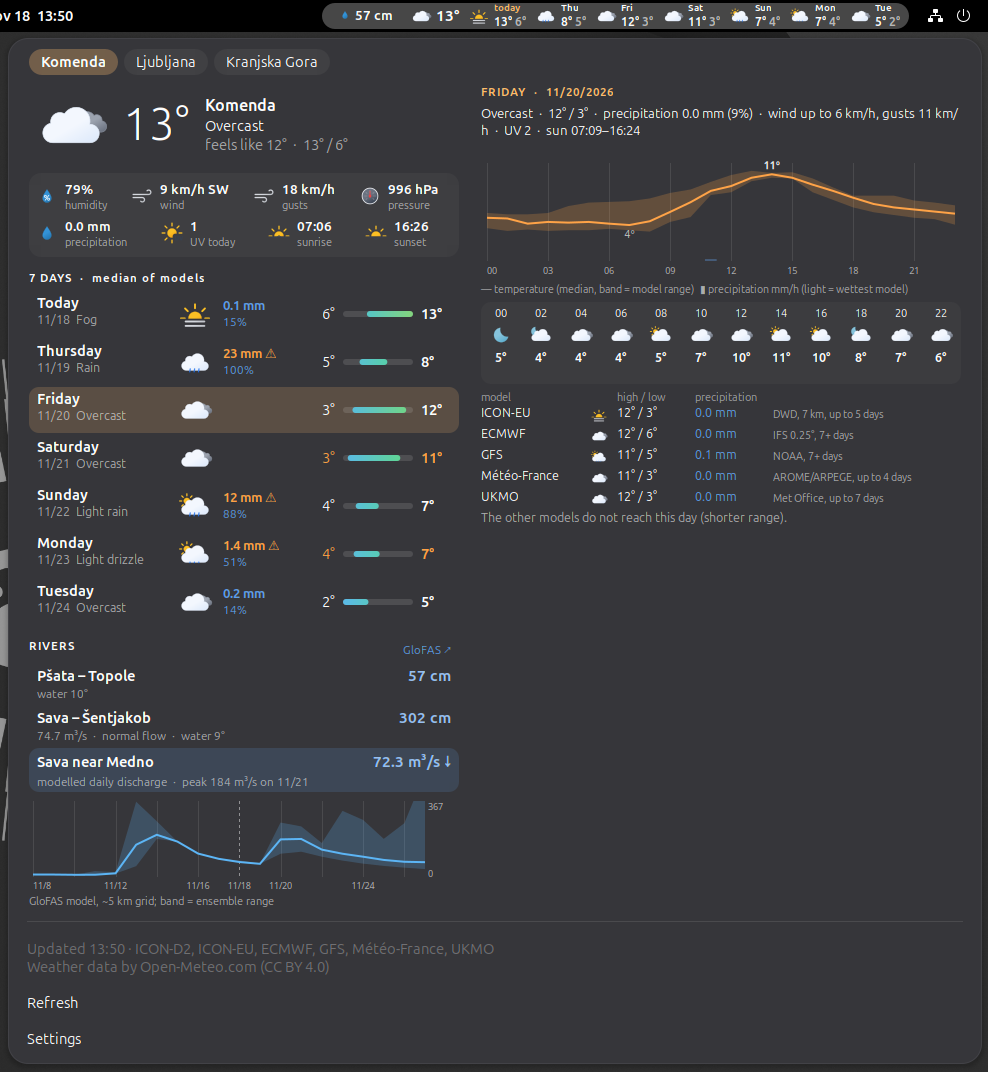 ov 18 13:50
57 cm 13° today 13° 6° Thu 8° 5° Fri 12° 3° Sat 11° 3° Sun 7° 4° Mon 7° 4° Tue 5° 2°
Komenda Ljubljana Kranjska Gora
13°
Komenda
Overcast
feels like 12° · 13° / 6°
79% 9 km/h SW 18 km/h 996 hPa
humidity wind gusts pressure
0.0 mm 1 07:06 16:26
precipitation UV today sunrise sunset
7 DAYS · median of models
Today 0.1 mm 6° 13°
11/18 Fog 15%
Thursday 23 mm ⚠ 5° 8°
11/19 Rain 100%
Friday 3° 12°
11/20 Overcast
Saturday 3° 11°
11/21 Overcast
Sunday 12 mm ⚠ 4° 7°
11/22 Light rain 88%
Monday 1.4 mm ⚠ 4° 7°
11/23 Light drizzle 51%
Tuesday 0.2 mm 2° 5°
11/24 Overcast 14%
RIVERS GloFAS ↗
Pšata – Topole 57 cm
water 10°
Sava – Šentjakob 302 cm
74.7 m³/s · normal flow · water 9°
Sava near Medno 72.3 m³/s ↓
modelled daily discharge · peak 184 m³/s on 11/21
367
0
11/8 11/12 11/16 11/18 11/20 11/24
GloFAS model, ~5 km grid; band = ensemble range
FRIDAY · 11/20/2026
Overcast · 12° / 3° · precipitation 0.0 mm (9%) · wind up to 6 km/h, gusts 11 km/
h · UV 2 · sun 07:09–16:24
11°
4°
00 03 06 09 12 15 18 21
— temperature (median, band = model range) ▮ precipitation mm/h (light = wettest model)
00 02 04 06 08 10 12 14 16 18 20 22
5° 4° 4° 4° 5° 7° 10° 11° 10° 8° 7° 6°
model high / low precipitation
ICON-EU 12° / 3° 0.0 mm DWD, 7 km, up to 5 days
ECMWF 12° / 6° 0.0 mm IFS 0.25°, 7+ days
GFS 11° / 5° 0.1 mm NOAA, 7+ days
Météo-France 11° / 3° 0.0 mm AROME/ARPEGE, up to 4 days
UKMO 12° / 3° 0.0 mm Met Office, up to 7 days
The other models do not reach this day (shorter range).
Updated 13:50 · ICON-D2, ICON-EU, ECMWF, GFS, Météo-France, UKMO
Weather data by Open-Meteo.com (CC BY 4.0)
Refresh
Settings